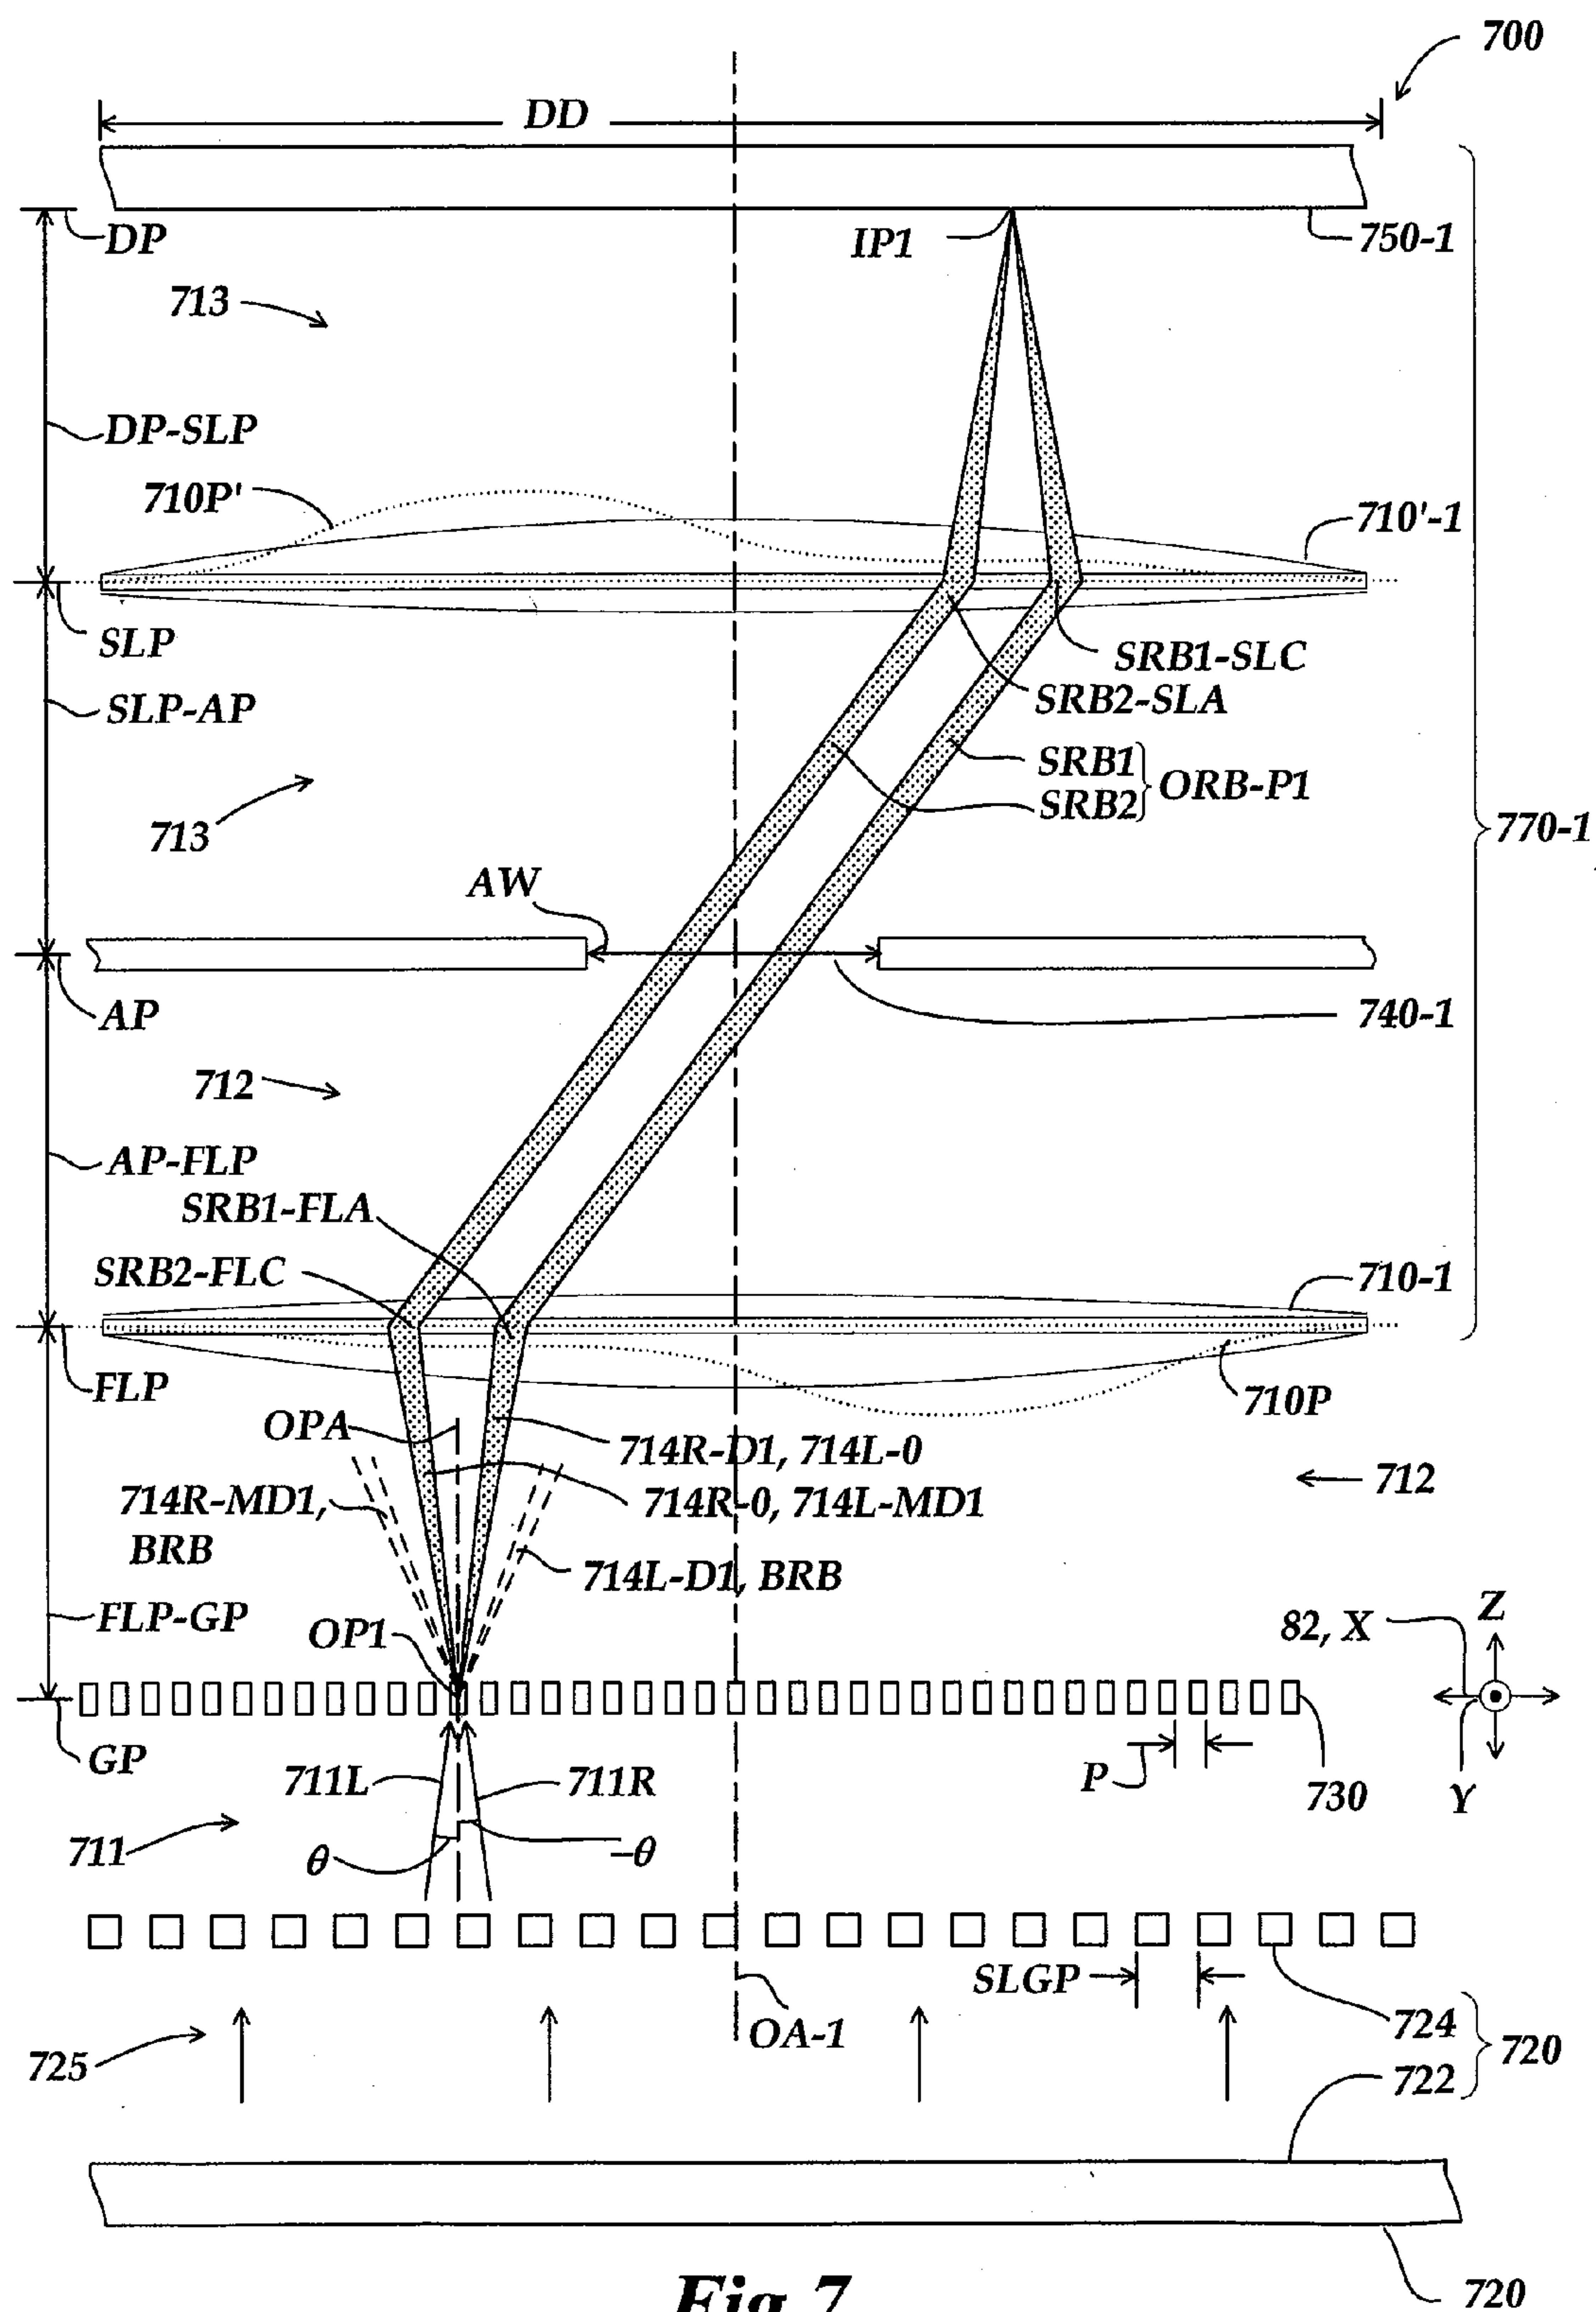 700
DD
DP
IP1
750-1
713
DP-SLP
710P'
710'-1
SLP
SRB1-SLC
SLP-AP
SRB2-SLA
SRB1
SRB2
ORB-P1
713
770-1
AW
AP
740-1
712
AP-FLP
SRB1-FLA
SRB2-FLC
710-1
FLP
710P
OPA
714R-D1, 714L-0
712
714R-MD1,
BRB
714R-0, 714L-MD1
714L-D1, BRB
FLP-GP
OP1
82, X
Z
GP
711L
711R
P
730
Y
711
θ
–θ
SLGP
725
OA-1
724
720
722
720
Fig.7